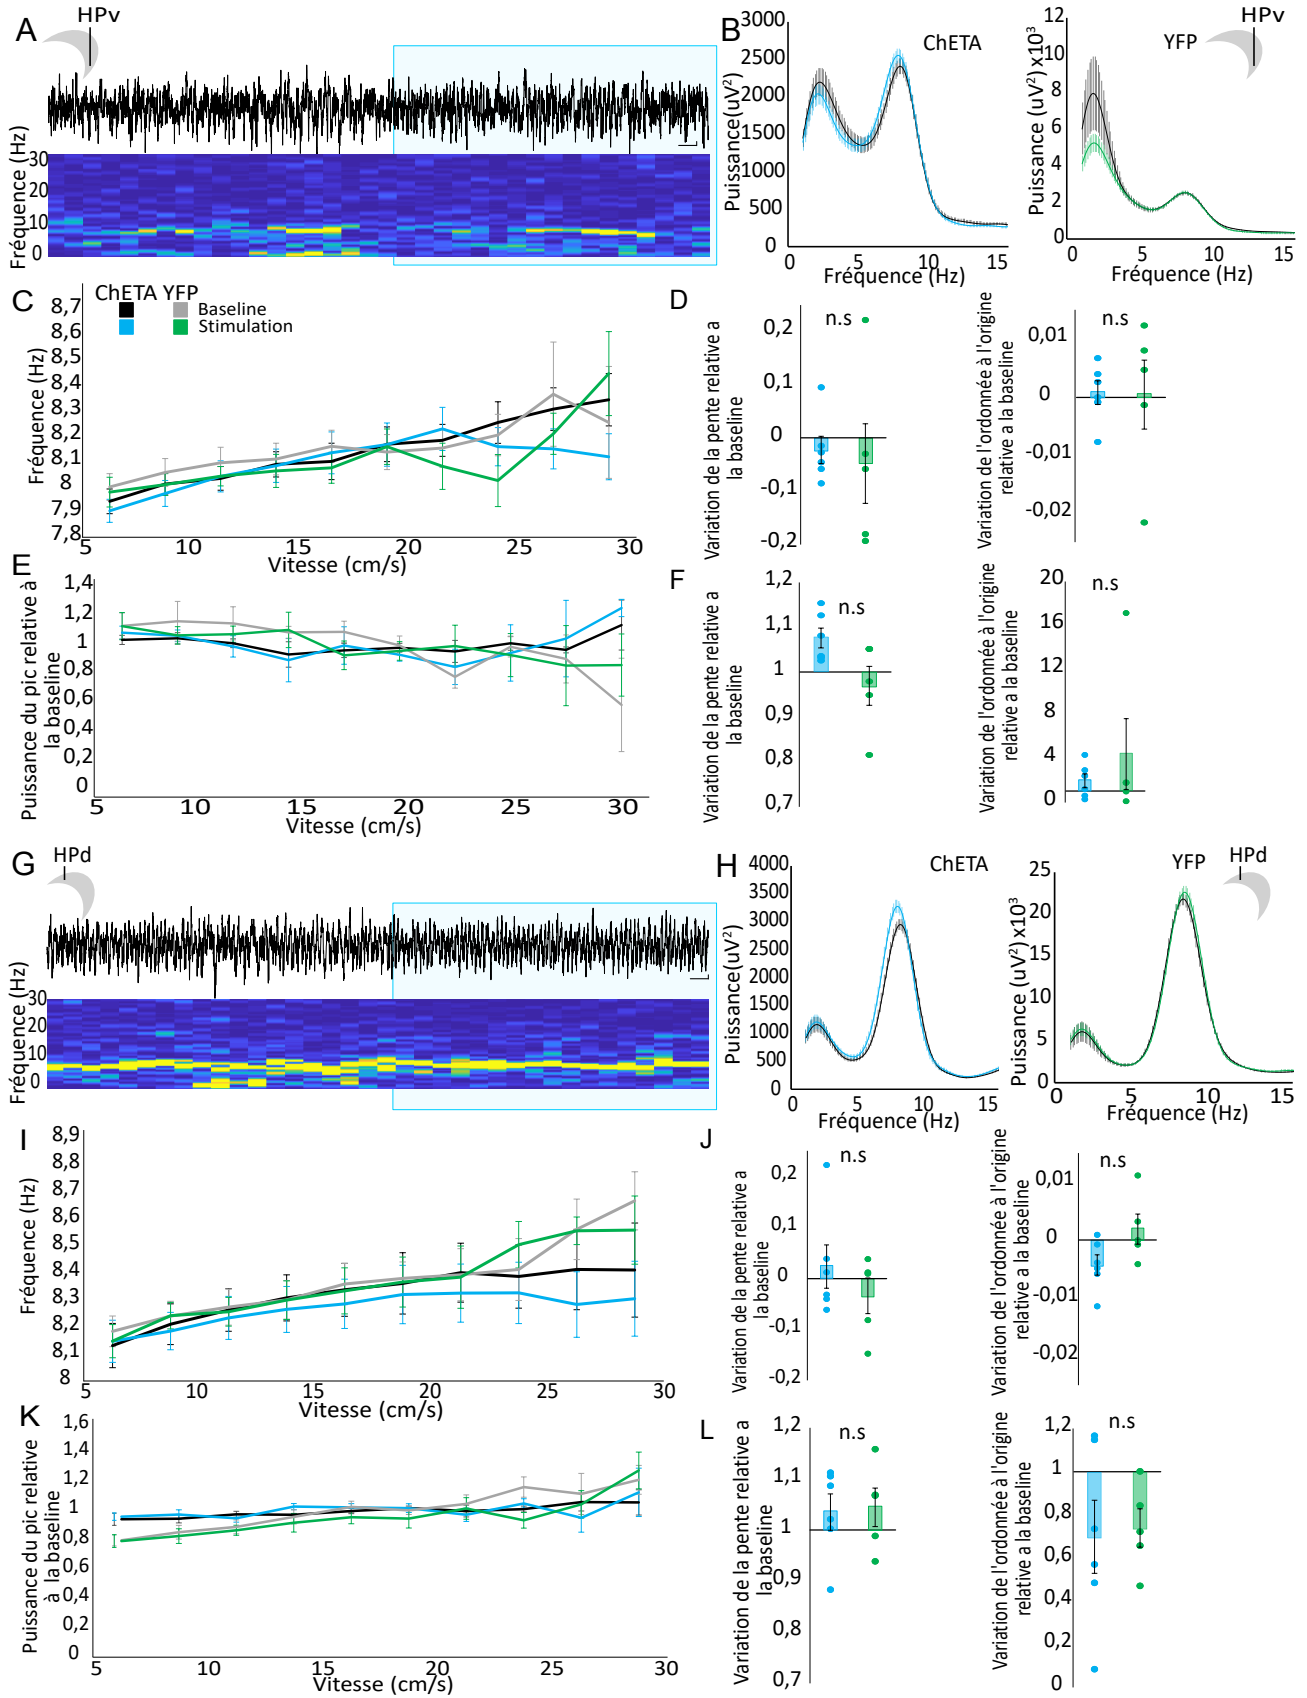 A
HPv
Fréquence (Hz)
30
20
10
0
B
Puissance(uV²)
3000
2500
2000
1500
1000
500
0
ChETA
0
5
10
15
Fréquence (Hz)
Puissance (uV²) x10³
12
10
8
6
4
2
0
YFP
HPv
0
5
10
15
Fréquence (Hz)
C
ChETA YFP
Baseline
Stimulation
Fréquence (Hz)
8,7
8,6
8,5
8,3
8,2
8,1
8
7,9
7,8
5
10
15
20
25
30
Vitesse (cm/s)
D
Variation de la pente relative a
la baseline
0,2
0,1
0
-0,1
-0,2
n.s
Variation de l'ordonnée à l'origine
relative a la baseline
0,01
0
-0,01
-0,02
n.s
E
Puissance du pic relative à
la baseline
1,4
1,2
1
0,8
0,6
0,4
0,2
0
5
10
15
20
25
30
Vitesse (cm/s)
F
Variation de la pente relative a
la baseline
1,2
1,1
1
0,9
0,8
0,7
n.s
Variation de l'ordonnée à l'origine
relative a la baseline
20
16
12
8
4
0
n.s
G
HPd
Fréquence (Hz)
30
20
10
0
H
Puissance(uV²)
4000
3500
3000
2500
2000
1500
1000
500
0
ChETA
0
5
10
15
Fréquence (Hz)
Puissance (uV²) x10³
25
20
15
10
5
0
YFP
HPd
0
5
10
15
Fréquence (Hz)
I
Fréquence (Hz)
8,9
8,8
8,7
8,6
8,5
8,4
8,3
8,2
8,1
8
5
10
15
20
25
30
Vitesse (cm/s)
J
Variation de la pente relative a
la baseline
0,2
0,1
0
-0,1
-0,2
n.s
Variation de l'ordonnée à l'origine
relative a la baseline
0,01
0
-0,01
-0,02
n.s
K
Puissance du pic relative
à la baseline
1,6
1,4
1,2
1
0,8
0,6
0,4
0,2
0
5
10
15
20
25
30
Vitesse (cm/s)
L
Variation de la pente relative a
la baseline
1,2
1,1
1
0,9
0,8
0,7
n.s
Variation de l'ordonnée à l'origine
relative a la baseline
1,2
1
0,8
0,6
0,4
0,2
0
n.s